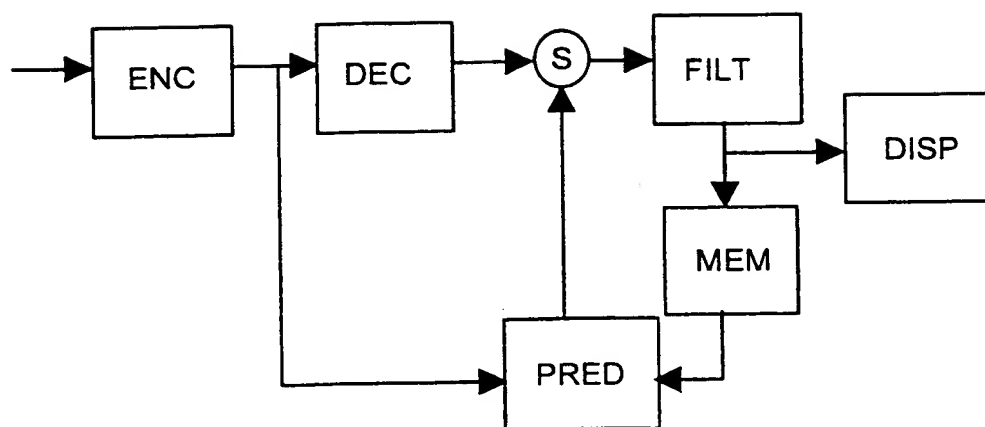 ENC
DEC
S
FILT
DISP
MEM
PRED